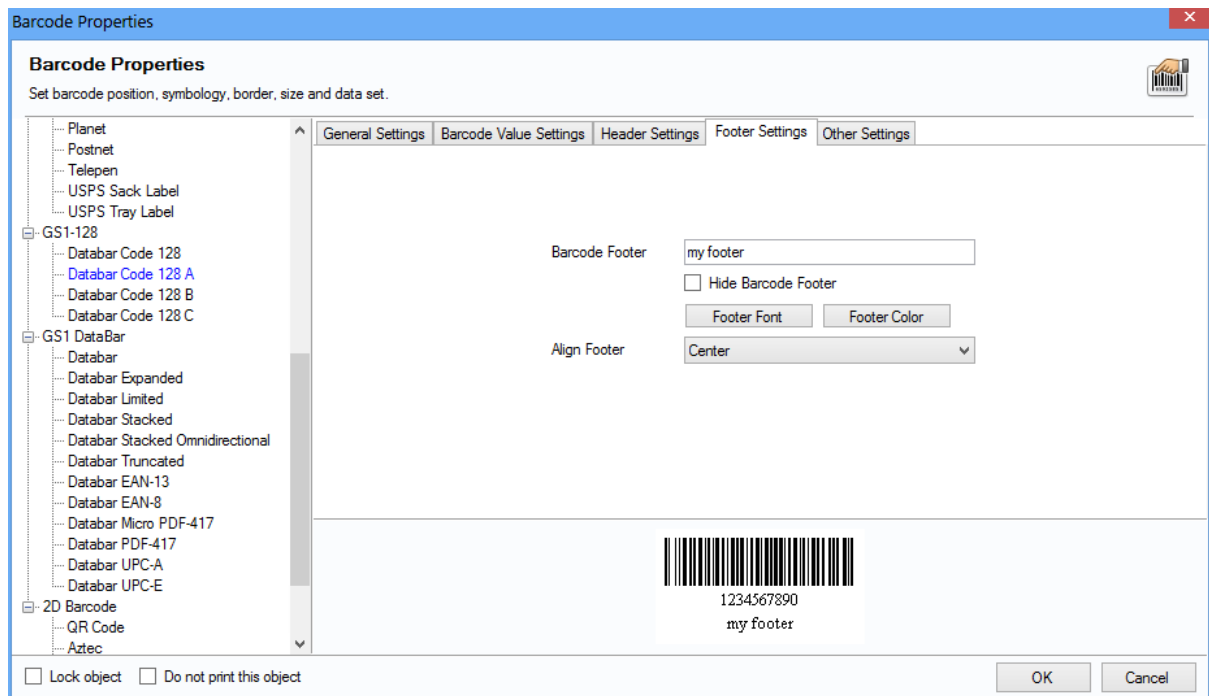 Barcode Properties
Barcode Properties
Set barcode position, symbology, border, size and data set.
Planet
Postnet
Telepen
USPS Sack Label
USPS Tray Label
GS1-128
Databar Code 128
Databar Code 128 A
Databar Code 128 B
Databar Code 128 C
GS1 DataBar
Databar
Databar Expanded
Databar Limited
Databar Stacked
Databar Stacked Omnidirectional
Databar Truncated
Databar EAN-13
Databar EAN-8
Databar Micro PDF-417
Databar PDF-417
Databar UPC-A
Databar UPC-E
2D Barcode
QR Code
Aztec
General Settings Barcode Value Settings Header Settings Footer Settings Other Settings
Barcode Footer my footer
Hide Barcode Footer
Footer Font Footer Color
Align Footer Center
1234567890
my footer
Lock object Do not print this object OK Cancel